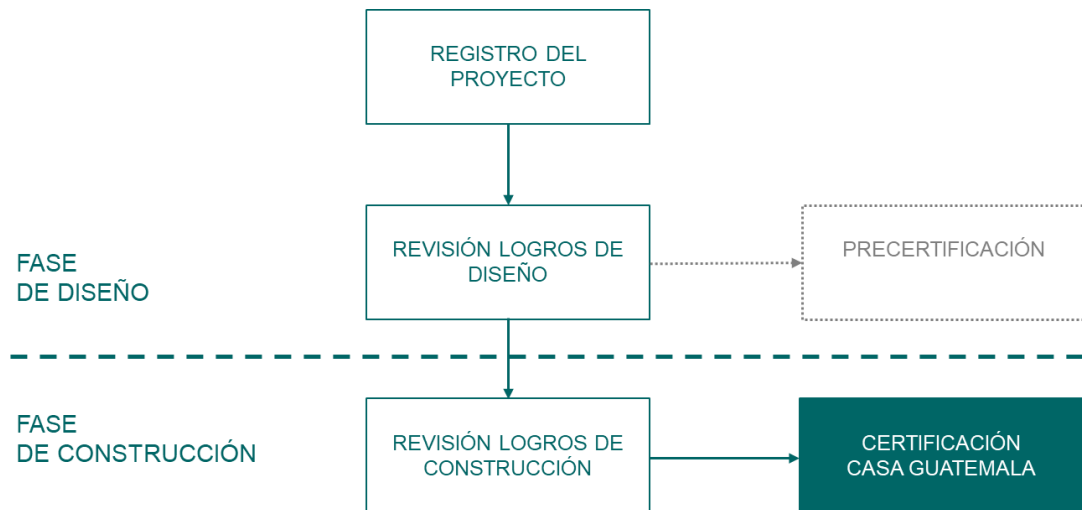 REGISTRO DEL
PROYECTO
REVISIÓN LOGROS DE
DISEÑO
PRECERTIFICACIÓN
FASE
DE DISEÑO
FASE
DE CONSTRUCCIÓN
REVISIÓN LOGROS DE
CONSTRUCCIÓN
CERTIFICACIÓN
CASA GUATEMALA